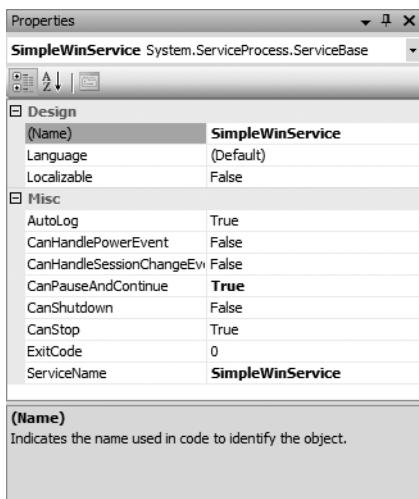 Properties
SimpleWinService System.ServiceProcess.ServiceBase
Design
(Name) SimpleWinService
Language (Default)
Localizable False
Misc
AutoLog True
CanHandlePowerEvent False
CanHandleSessionChangeEv False
CanPauseAndContinue True
CanShutdown False
CanStop True
ExitCode 0
ServiceName SimpleWinService
(Name)
Indicates the name used in code to identify the object.